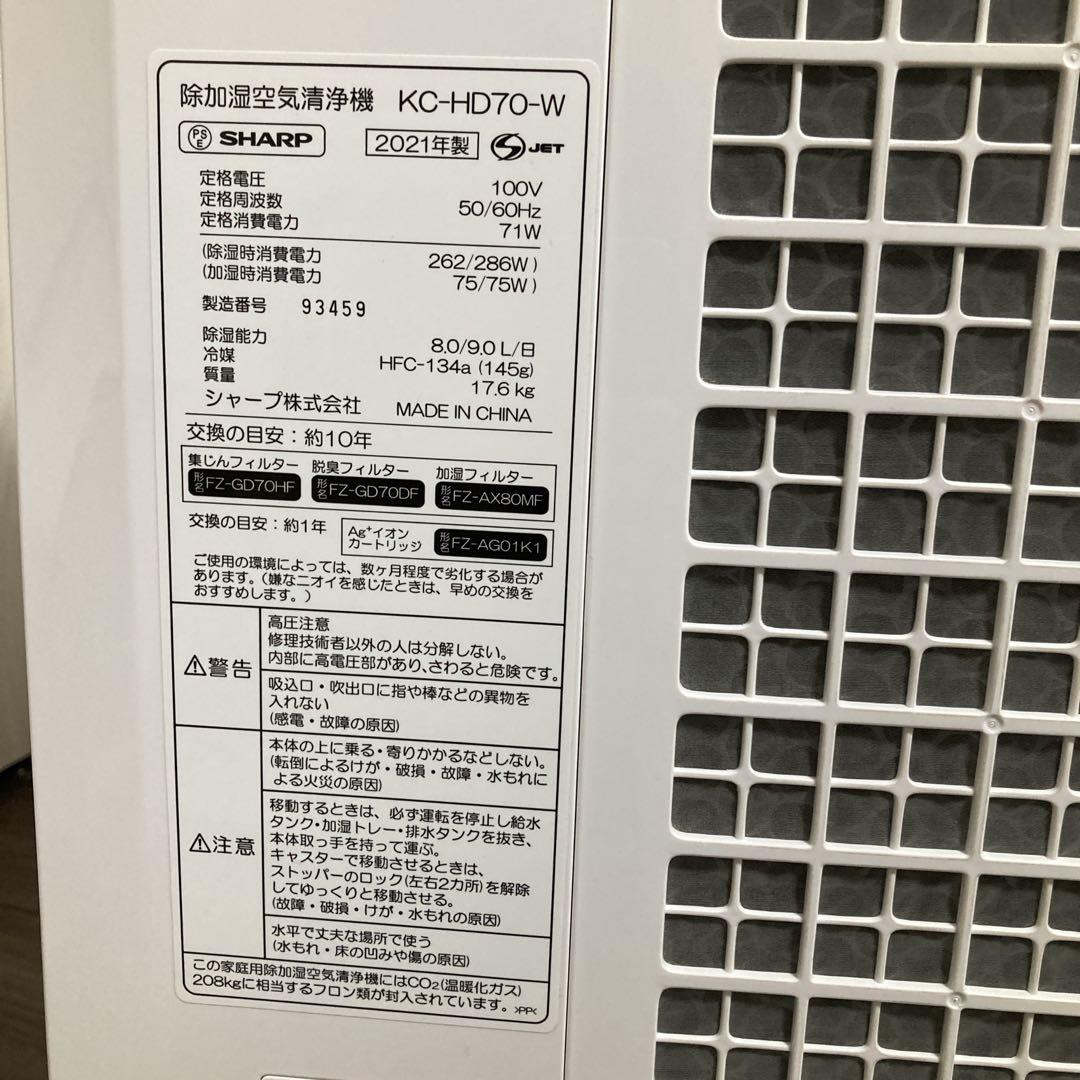 除加湿空気清浄機 KC-HD70-W
PSE SHARP 2021年製 S JET
定格電圧 100V
定格周波数 50/60Hz
定格消費電力 71W
(除湿時消費電力 262/286W)
(加湿時消費電力 75/75W)
製造番号 93459
除湿能力 8.0/9.0 L/日
冷媒 HFC-134a (145g)
質量 17.6 kg
シャープ株式会社 MADE IN CHINA
交換の目安：約10年
集じんフィルター 脱臭フィルター 加湿フィルター
形名 FZ-GD70HF 形名 FZ-GD70DF 形名 FZ-AX80MF
交換の目安：約1年 Ag⁺イオンカートリッジ 形名 FZ-AG01K1
ご使用の環境によっては、数ヶ月程度で劣化する場合が
あります。（嫌なニオイを感じたときは、早めの交換を
おすすめします。）
⚠警告
高圧注意
修理技術者以外の人は分解しない。
内部に高電圧部があり、さわると危険です。
吸込口・吹出口に指や棒などの異物を
入れない
(感電・故障の原因)
⚠注意
本体の上に乗る・寄りかかるなどしない。
(転倒によるけが・破損・故障・水もれに
よる火災の原因)
移動するときは、必ず運転を停止し給水
タンク・加湿トレー・排水タンクを抜き、
本体取っ手を持って運ぶ。
キャスターで移動させるときは、
ストッパーのロック(左右2カ所)を解除
してゆっくりと移動させる。
(故障・破損・けが・水もれの原因)
水平で丈夫な場所で使う
(水もれ・床の凹みや傷の原因)
この家庭用除加湿空気清浄機にはCO₂(温暖化ガス)
208kgに相当するフロン類が封入されています。 >PP<